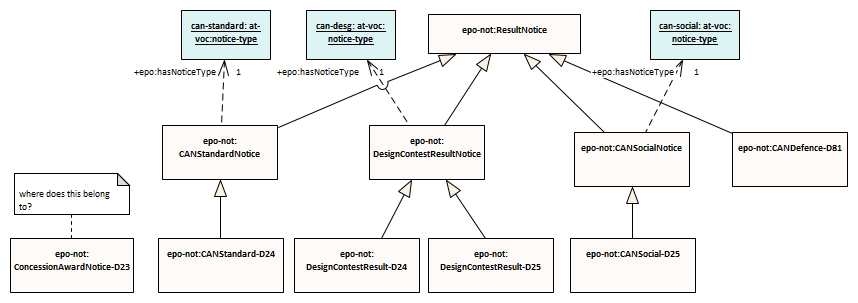 can-standard: at-
voc:notice-type
can-desg: at-voc:
notice-type
epo-not:ResultNotice
can-social: at-voc:
notice-type
+epo:hasNoticeType 1
+epo:hasNoticeType 1
+epo:hasNoticeType 1
epo-not:
CANStandardNotice
epo-not:
DesignContestResultNotice
epo-not:CANSocialNotice
epo-not:CANDefence-D81
where does this belong
to?
epo-not:
ConcessionAwardNotice-D23
epo-not:CANStandard-D24
epo-not:
DesignContestResult-D24
epo-not:
DesignContestResult-D25
epo-not:CANSocial-D25